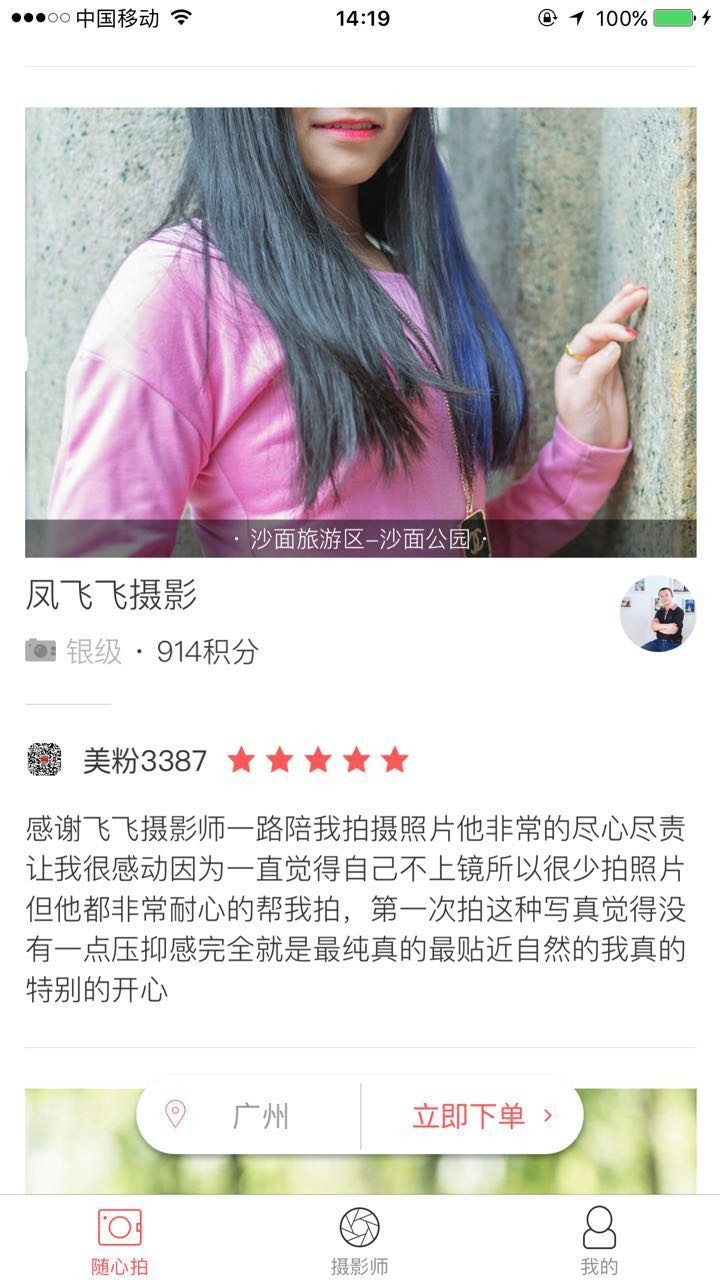 中国移动
14:19
100%
· 沙面旅游区–沙面公园 ·
凤飞飞摄影
银级 · 914积分
美粉3387
感谢飞飞摄影师一路陪我拍摄照片他非常的尽心尽责
让我很感动因为一直觉得自己不上镜所以很少拍照片
但他都非常耐心的帮我拍，第一次拍这种写真觉得没
有一点压抑感完全就是最纯真的最贴近自然的我真的
特别的开心
广州
立即下单
随心拍
摄影师
我的